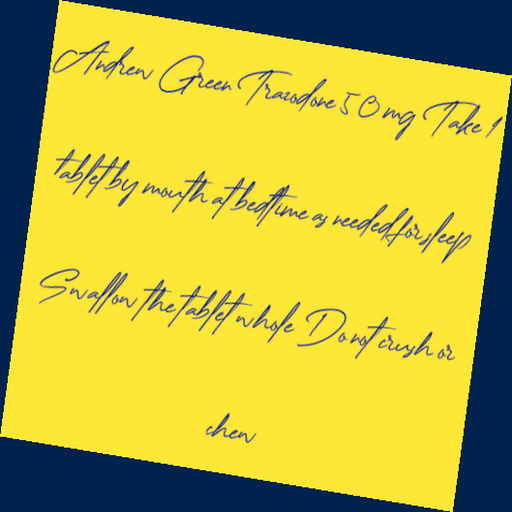 Andrew Green Trazodone 50 mg Take 1
tablet by mouth at bedtime as needed for sleep
Swallow the tablet whole Do not crush or
chew